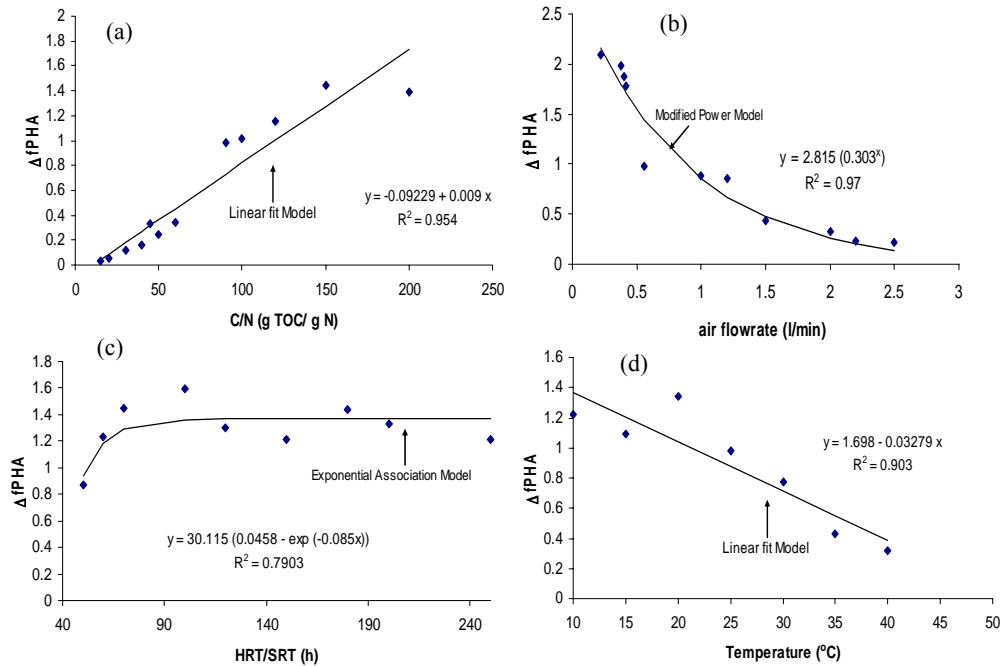 (a)
2
1.8
1.6
1.4
1.2
1
0.8
0.6
0.4
0.2
0
ΔfPHA
Linear fit Model
y = -0.09229 + 0.009 x
R² = 0.954
0 50 100 150 200 250
C/N (g TOC/ g N)
(b)
2.5
2
1.5
1
0.5
0
ΔfPHA
Modified Power Model
y = 2.815 (0.303ˣ)
R² = 0.97
0 0.5 1 1.5 2 2.5 3
air flowrate (l/min)
(c)
1.8
1.6
1.4
1.2
1
0.8
0.6
0.4
0.2
0
ΔfPHA
Exponential Association Model
y = 30.115 (0.0458 - exp (-0.085x))
R² = 0.7903
40 90 140 190 240
HRT/SRT (h)
(d)
1.6
1.4
1.2
1
0.8
0.6
0.4
0.2
0
ΔfPHA
y = 1.698 - 0.03279 x
R² = 0.903
Linear fit Model
10 15 20 25 30 35 40 45 50
Temperature (°C)